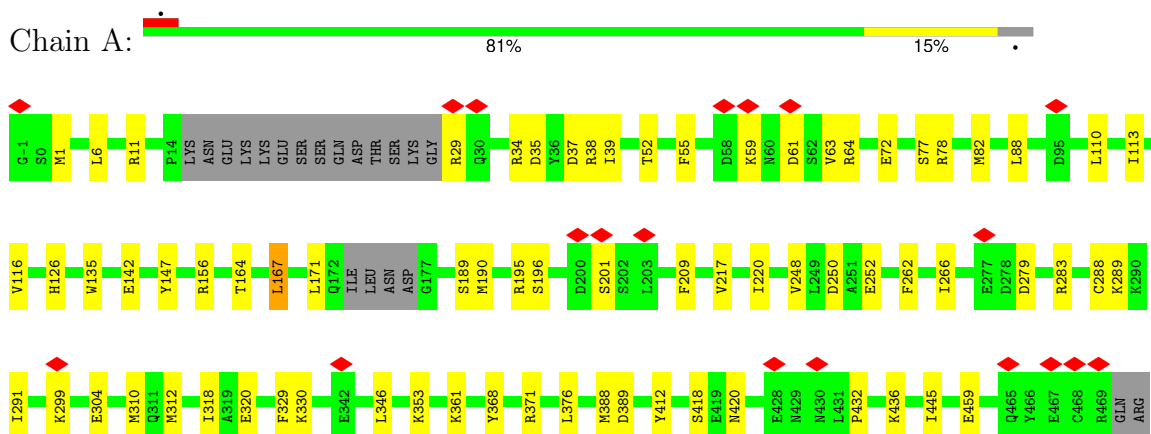 Chain A:
81% 15%
G-1 S0 M1 L6 R11 P14 LYS ASN GLU LYS LYS GLU SER SER GLN ASP THR SER LYS GLY R29 Q30 R34 D35 Y36 D37 R38 I39 T52 F55 D58 K59 N60 D61 S62 V63 R64 E72 S77 R78 M82 L88 D95 L110 I113
V116 H126 W135 E142 Y147 R156 T164 L167 L171 Q172 ILE LEU ASN ASP G177 S189 M190 R195 S196 D200 S201 S202 L203 F209 V217 I220 V248 L249 D250 A251 E252 F262 I266 E277 D278 D279 R283 C288 K289 K290
I291 K299 E304 M310 Q311 M312 I318 A319 E320 F329 K330 E342 L346 K353 K361 Y368 R371 L376 M388 D389 Y412 S418 E419 N420 E428 N429 N430 L431 P432 K436 I445 E459 Q465 Y466 E467 C468 R469 GLN ARG